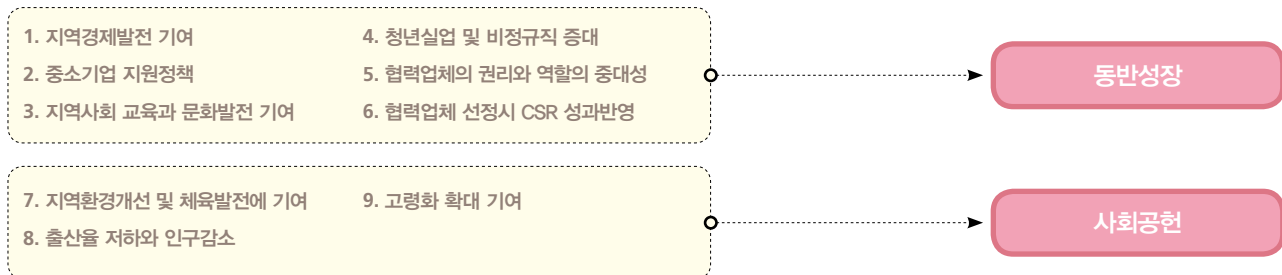 1. 지역경제발전 기여
2. 중소기업 지원정책
3. 지역사회 교육과 문화발전 기여
4. 청년실업 및 비정규직 증대
5. 협력업체의 권리와 역할의 중대성
6. 협력업체 선정시 CSR 성과반영
동반성장
7. 지역환경개선 및 체육발전에 기여
8. 출산율 저하와 인구감소
9. 고령화 확대 기여
사회공헌